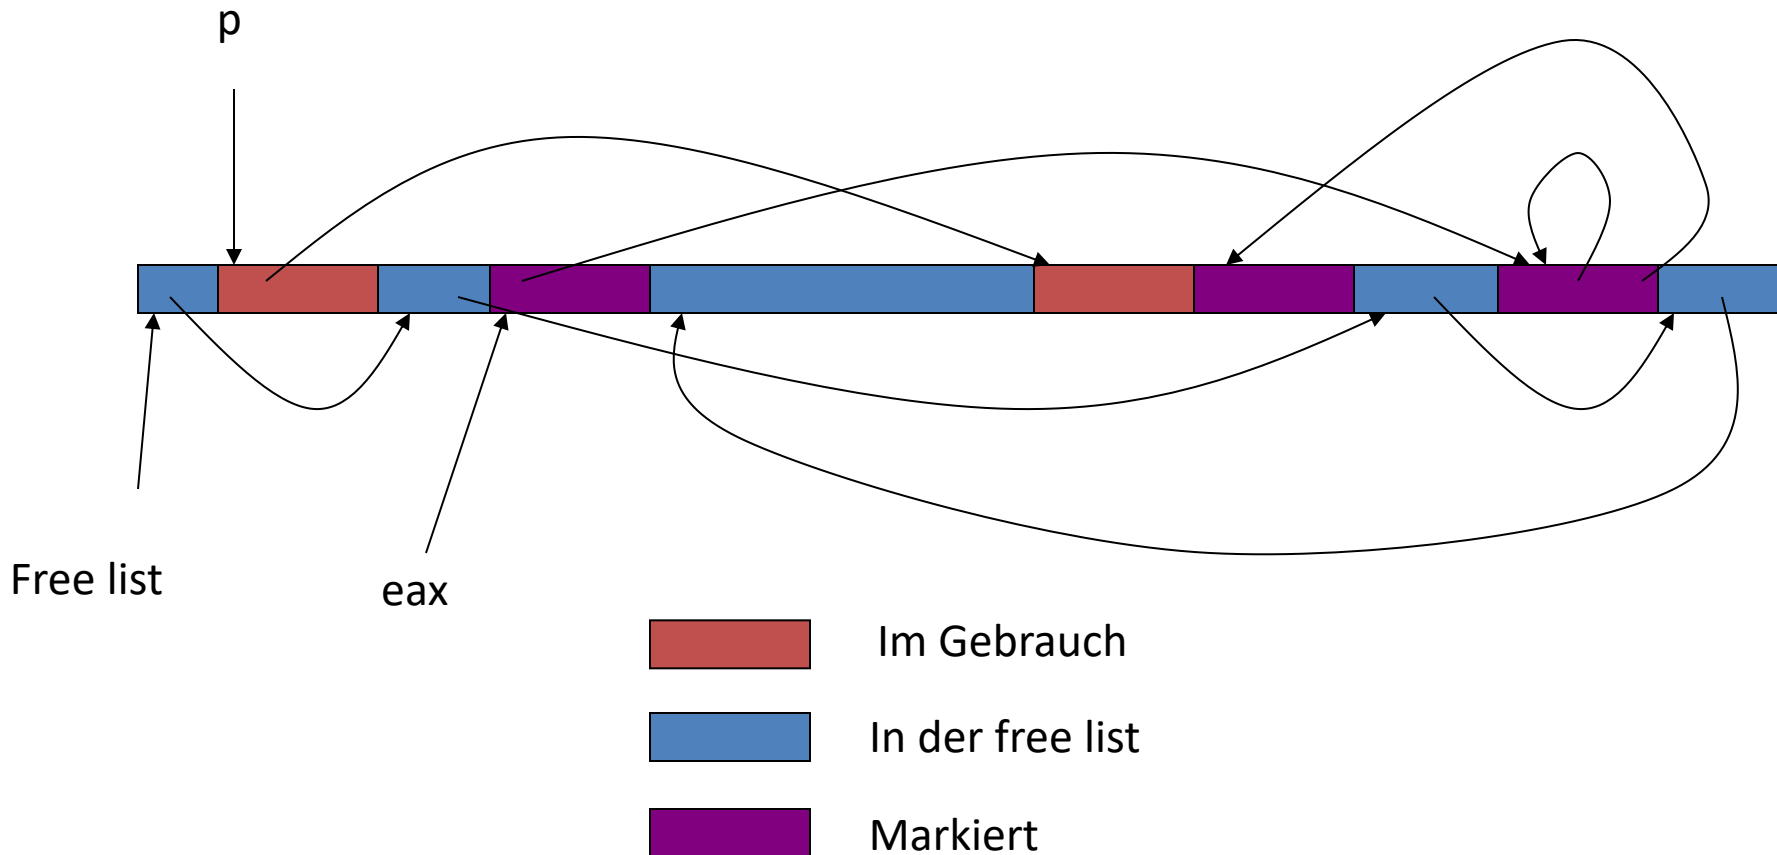 p
Free list
eax
Im Gebrauch
In der free list
Markiert